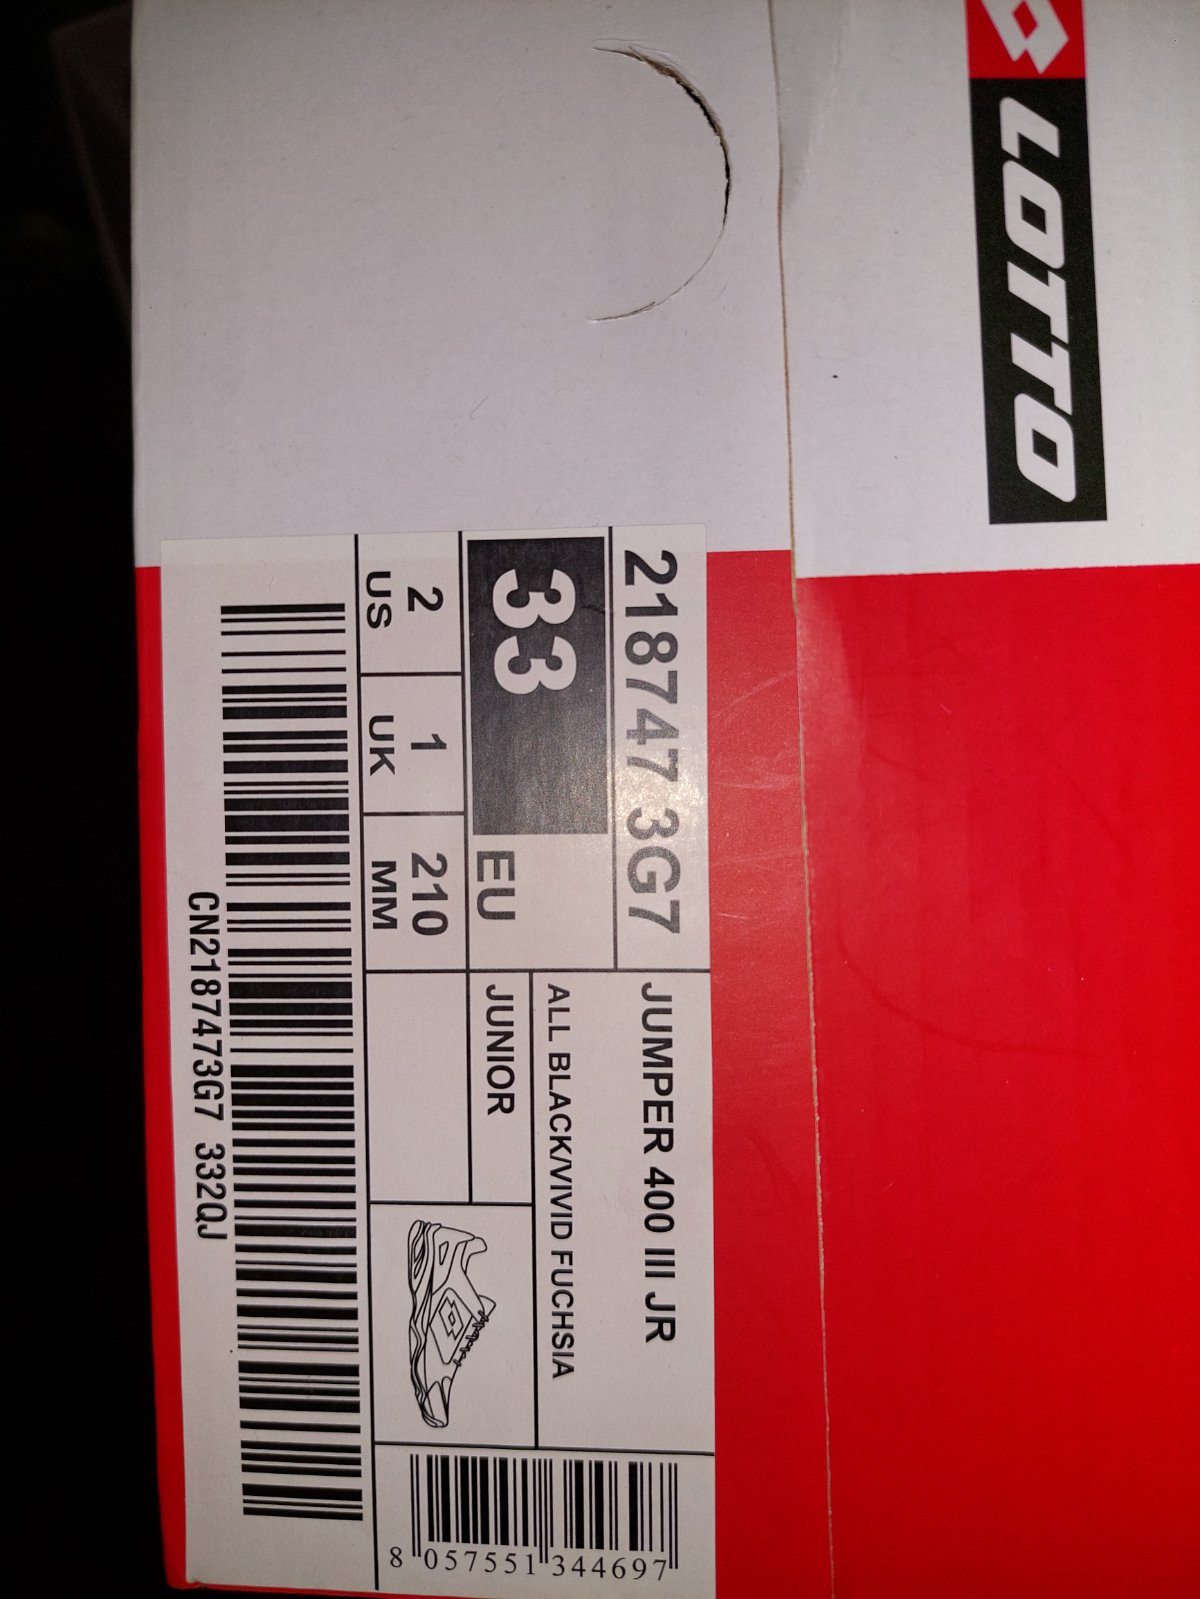 LOTTO
218747 3G7
JUMPER 400 III JR
33 EU
ALL BLACK/VIVID FUCHSIA
JUNIOR
2 1 210
US UK MM
CN2187473G7 332QJ
8 057551 344697